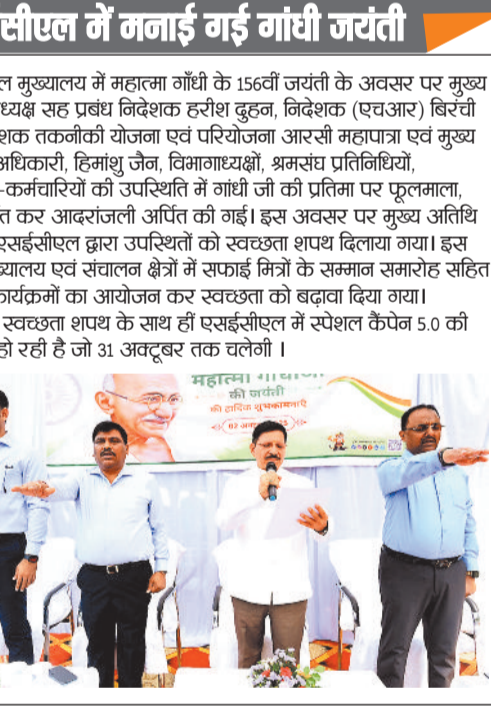 सीएल में मनाई गई गांधी जयंती
ल मुख्यालय में महात्मा गाँधी के 156वीं जयंती के अवसर पर मुख्य
ध्यक्ष सह प्रबंध निदेशक हरीश दुहन, निदेशक (एचआर) बिरंची
शक तकनीकी योजना एवं परियोजना आरसी महापात्रा एवं मुख्य
अधिकारी, हिमांशु जैन, विभागाध्यक्षों, श्रमसंघ प्रतिनिधियों,
-कर्मचारियों की उपस्थिति में गांधी जी की प्रतिमा पर फूलमाला,
त कर आदरांजली अर्पित की गई। इस अवसर पर मुख्य अतिथि
एसईसीएल द्वारा उपस्थितों को स्वच्छता शपथ दिलाया गया। इस
ख्यालय एवं संचालन क्षेत्रों में सफाई मित्रों के सम्मान समारोह सहित
कार्यक्रमों का आयोजन कर स्वच्छता को बढ़ावा दिया गया।
स्वच्छता शपथ के साथ हीं एसईसीएल में स्पेशल कैंपेन 5.0 की
हो रही है जो 31 अक्टूबर तक चलेगी ।
महात्मा गांधीजी
की जयंती
की हार्दिक शुभकामनाएँ